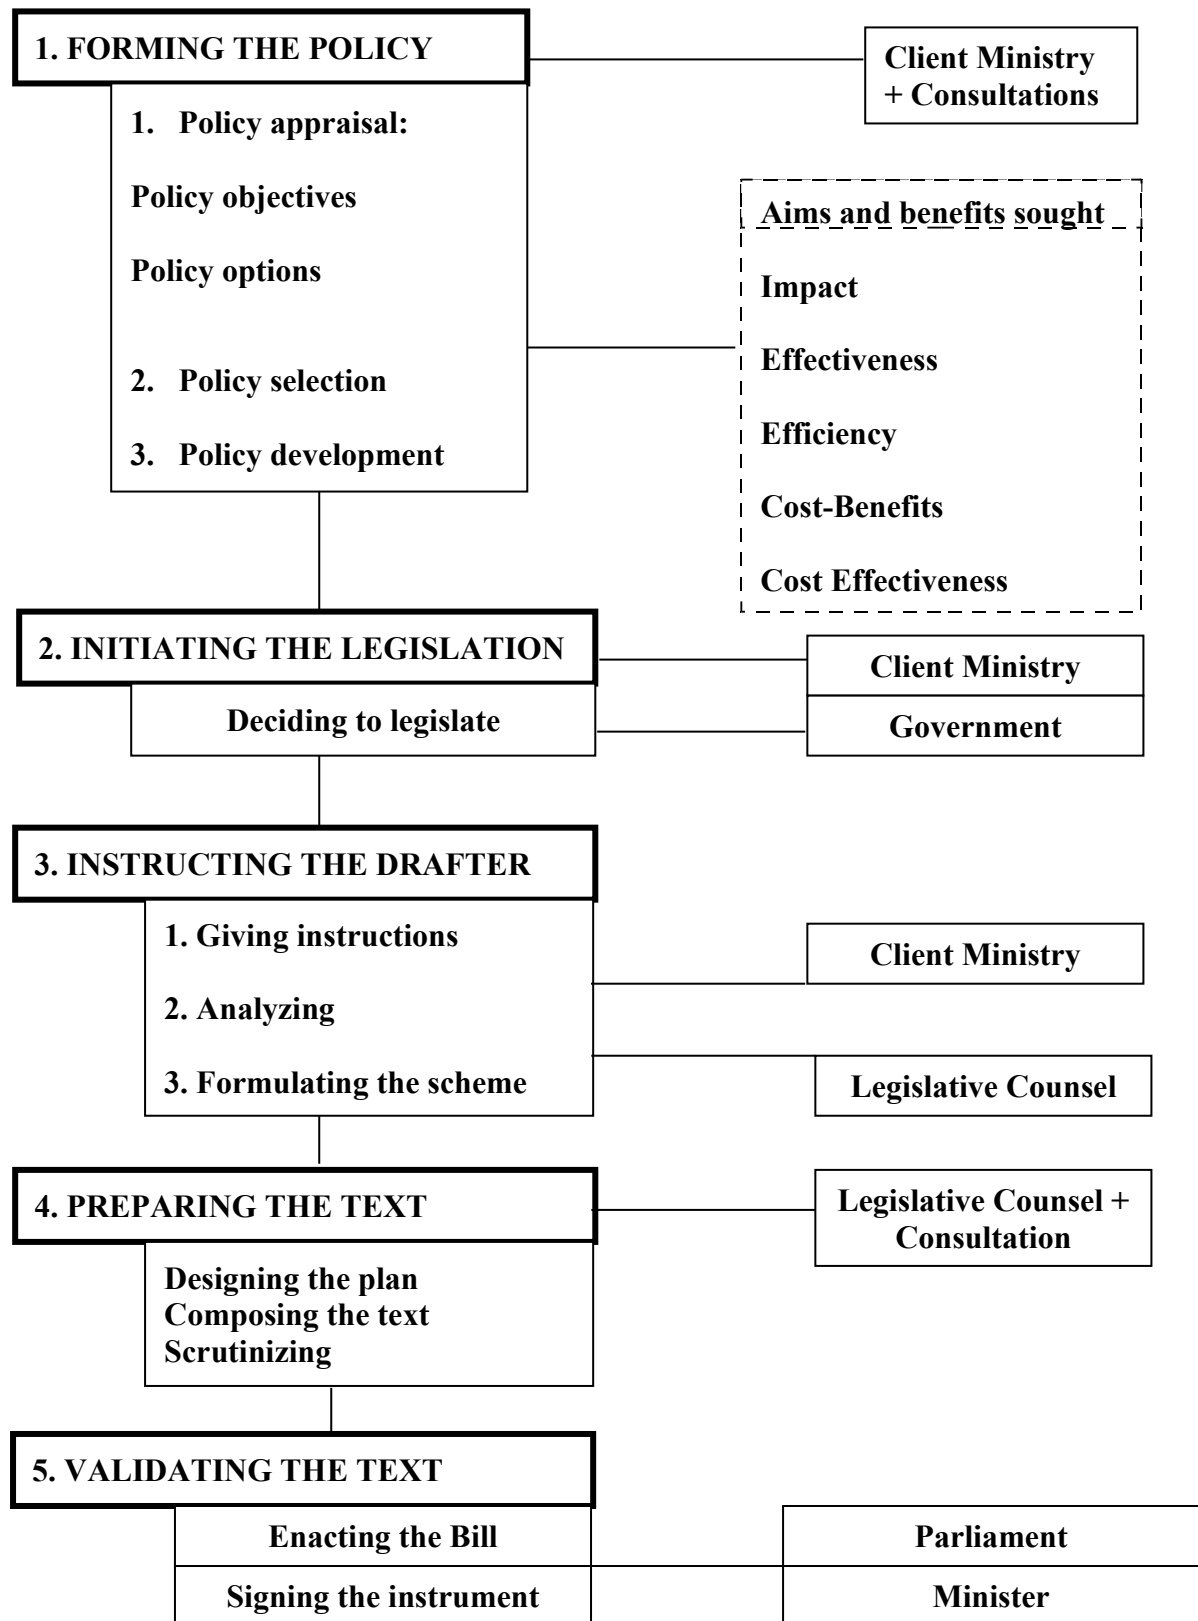 1. FORMING THE POLICY
Client Ministry
+ Consultations
1. Policy appraisal:
Policy objectives
Policy options
2. Policy selection
3. Policy development
Aims and benefits sought
Impact
Effectiveness
Efficiency
Cost-Benefits
Cost Effectiveness
2. INITIATING THE LEGISLATION
Deciding to legislate
Client Ministry
Government
3. INSTRUCTING THE DRAFTER
1. Giving instructions
2. Analyzing
3. Formulating the scheme
Client Ministry
Legislative Counsel
4. PREPARING THE TEXT
Legislative Counsel +
Consultation
Designing the plan
Composing the text
Scrutinizing
5. VALIDATING THE TEXT
Enacting the Bill
Parliament
Signing the instrument
Minister